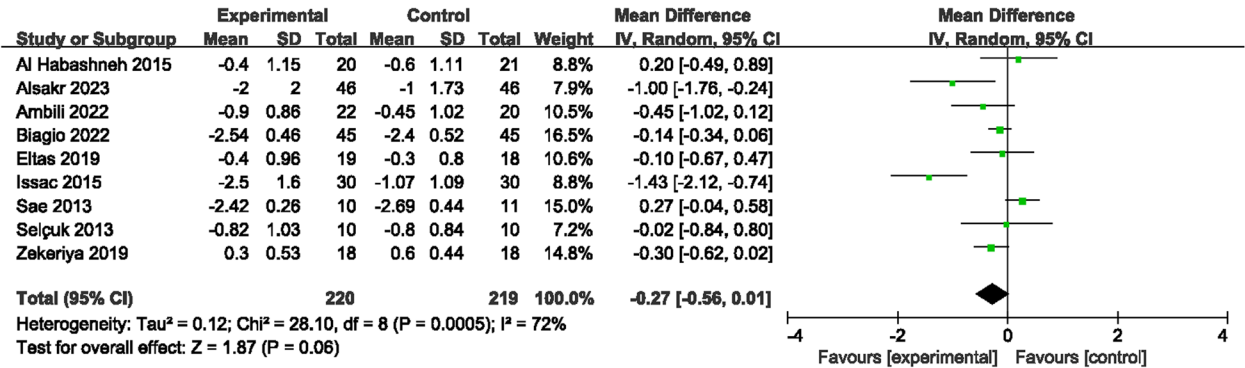 Experimental Control Mean Difference Mean Difference
Study or Subgroup Mean SD Total Mean SD Total Weight IV, Random, 95% CI IV, Random, 95% CI
Al Habashneh 2015 -0.4 1.15 20 -0.6 1.11 21 8.8% 0.20 [-0.49, 0.89]
Alsakr 2023 -2 2 46 -1 1.73 46 7.9% -1.00 [-1.76, -0.24]
Ambili 2022 -0.9 0.86 22 -0.45 1.02 20 10.5% -0.45 [-1.02, 0.12]
Biagio 2022 -2.54 0.46 45 -2.4 0.52 45 16.5% -0.14 [-0.34, 0.06]
Eltas 2019 -0.4 0.96 19 -0.3 0.8 18 10.6% -0.10 [-0.67, 0.47]
Issac 2015 -2.5 1.6 30 -1.07 1.09 30 8.8% -1.43 [-2.12, -0.74]
Sae 2013 -2.42 0.26 10 -2.69 0.44 11 15.0% 0.27 [-0.04, 0.58]
Selçuk 2013 -0.82 1.03 10 -0.8 0.84 10 7.2% -0.02 [-0.84, 0.80]
Zekeriya 2019 0.3 0.53 18 0.6 0.44 18 14.8% -0.30 [-0.62, 0.02]
Total (95% CI) 220 219 100.0% -0.27 [-0.56, 0.01]
Heterogeneity: Tau² = 0.12; Chi² = 28.10, df = 8 (P = 0.0005); I² = 72%
Test for overall effect: Z = 1.87 (P = 0.06)
-4 -2 0 2 4
Favours [experimental] Favours [control]